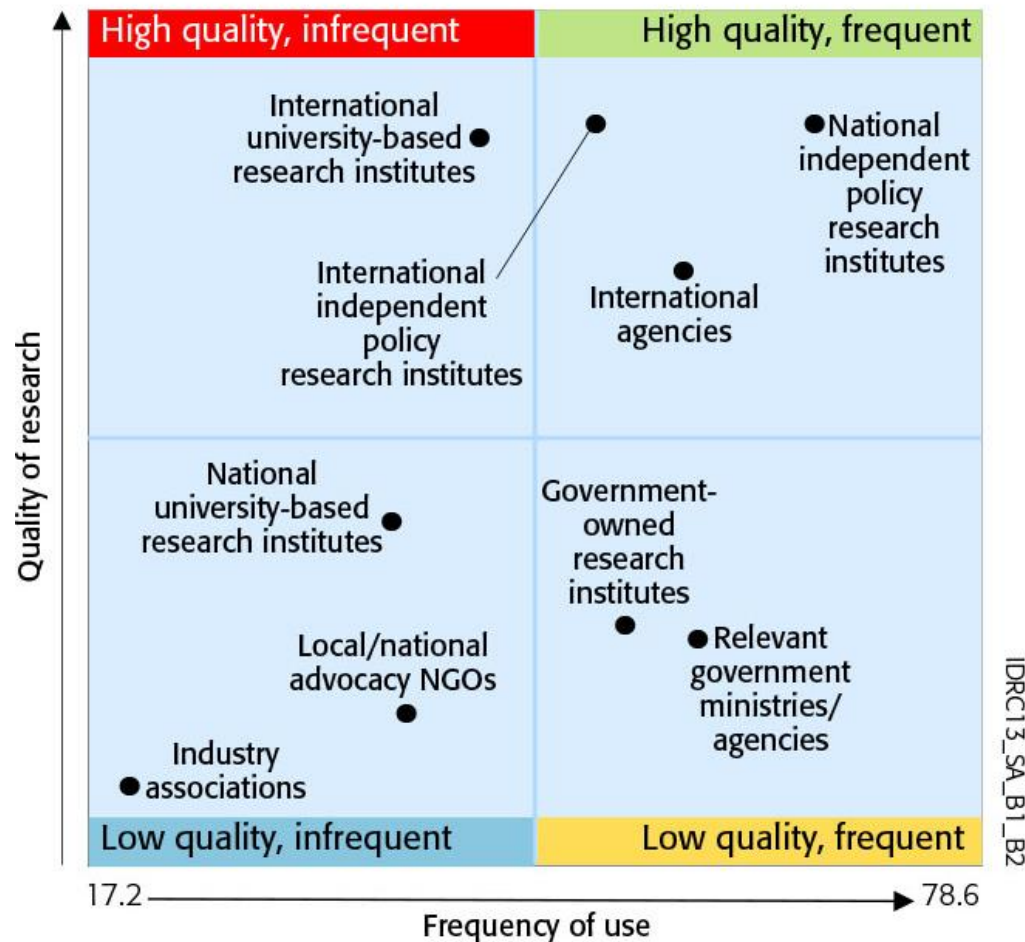 High quality, infrequent
High quality, frequent
International
university-based
research institutes
National
independent
policy
research
institutes
International
independent
policy
research institutes
International
agencies
Quality of research
National
university-based
research institutes
Government-
owned
research
institutes
Local/national
advocacy NGOs
Relevant
government
ministries/
agencies
Industry
associations
Low quality, infrequent
Low quality, frequent
17.2
78.6
Frequency of use
IDRC13_SA_B1_B2